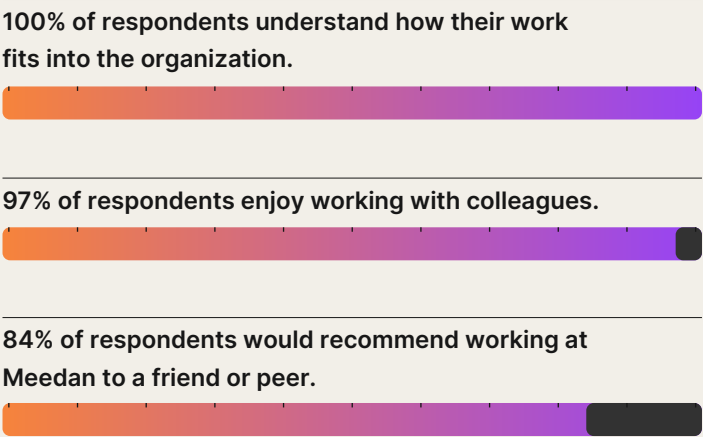 100% of respondents understand how their work
fits into the organization.
97% of respondents enjoy working with colleagues.
84% of respondents would recommend working at
Meedan to a friend or peer.